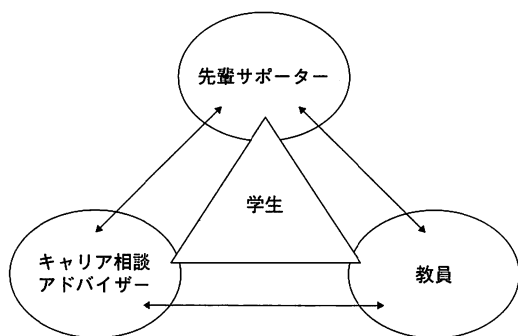 先輩サポーター
学生
キャリア相談
アドバイザー
教員